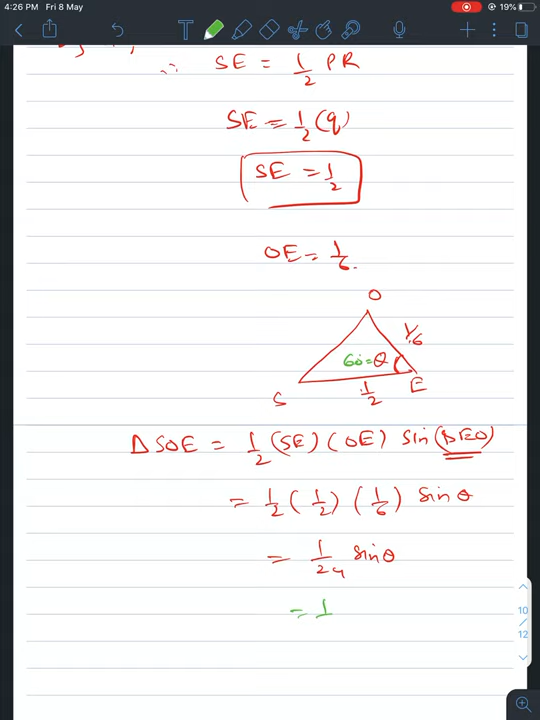 4:26 PM Fri 8 May
19%
∴ SE = 1/2 PR
SE = 1/2 (q)
SE = 1/2
OE = 1/6.
O
1/6
60 = θ
S
1/2
E
ΔSOE = 1/2 (SE) (OE) sin(SEO)
= 1/2 (1/2) (1/6) sin θ
= 1/24 sin θ
= 1
10
/
12